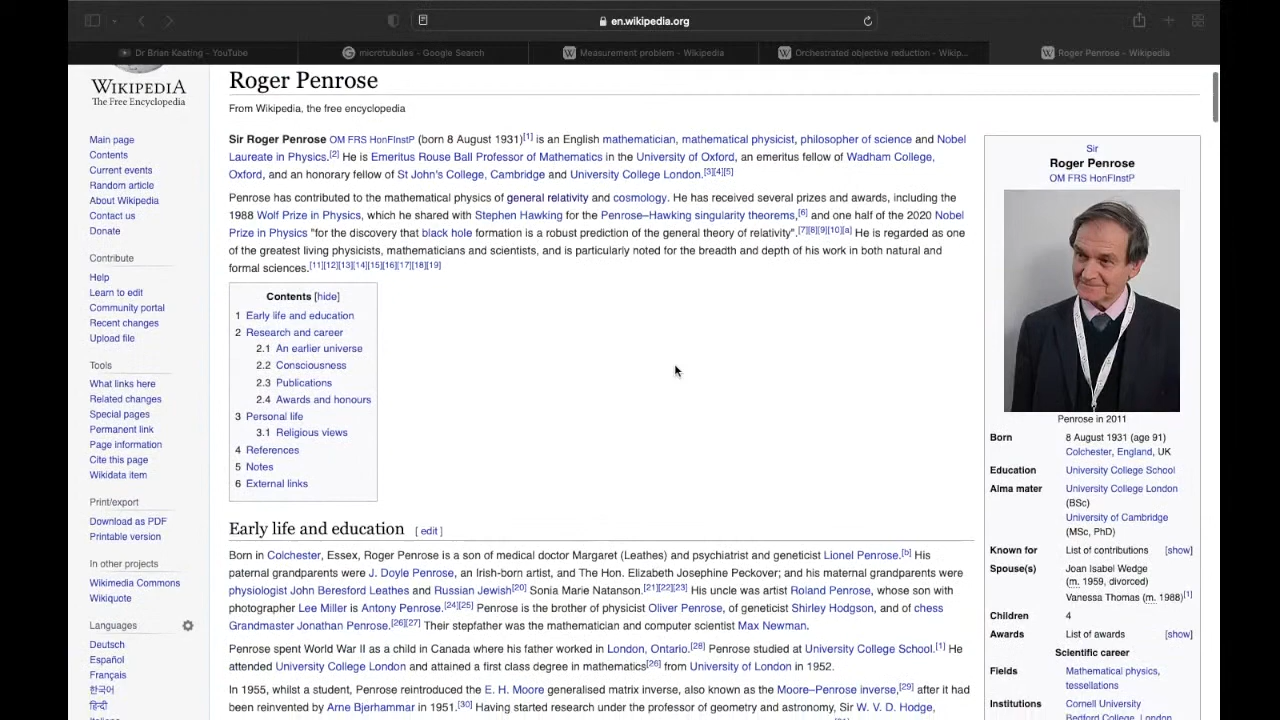 en.wikipedia.org
Dr Brian Keating - YouTube
microtubules - Google Search
Measurement problem - Wikipedia
Orchestrated objective reduction - Wikip...
Roger Penrose - Wikipedia
WIKIPEDIA
The Free Encyclopedia
Main page
Contents
Current events
Random article
About Wikipedia
Contact us
Donate
Contribute
Help
Learn to edit
Community portal
Recent changes
Upload file
Tools
What links here
Related changes
Special pages
Permanent link
Page information
Cite this page
Wikidata item
Print/export
Download as PDF
Printable version
In other projects
Wikimedia Commons
Wikiquote
Languages
Deutsch
Español
Français
한국어
हिन्दी
Roger Penrose
From Wikipedia, the free encyclopedia
Sir Roger Penrose OM FRS HonFInstP (born 8 August 1931)[1] is an English mathematician, mathematical physicist, philosopher of science and Nobel
Laureate in Physics.[2] He is Emeritus Rouse Ball Professor of Mathematics in the University of Oxford, an emeritus fellow of Wadham College,
Oxford, and an honorary fellow of St John's College, Cambridge and University College London.[3][4][5]
Penrose has contributed to the mathematical physics of general relativity and cosmology. He has received several prizes and awards, including the
1988 Wolf Prize in Physics, which he shared with Stephen Hawking for the Penrose–Hawking singularity theorems,[6] and one half of the 2020 Nobel
Prize in Physics "for the discovery that black hole formation is a robust prediction of the general theory of relativity".[7][8][9][10][a] He is regarded as one
of the greatest living physicists, mathematicians and scientists, and is particularly noted for the breadth and depth of his work in both natural and
formal sciences.[11][12][13][14][15][16][17][18][19]
Contents [hide]
1 Early life and education
2 Research and career
2.1 An earlier universe
2.2 Consciousness
2.3 Publications
2.4 Awards and honours
3 Personal life
3.1 Religious views
4 References
5 Notes
6 External links
Early life and education [ edit ]
Born in Colchester, Essex, Roger Penrose is a son of medical doctor Margaret (Leathes) and psychiatrist and geneticist Lionel Penrose.[b] His
paternal grandparents were J. Doyle Penrose, an Irish-born artist, and The Hon. Elizabeth Josephine Peckover; and his maternal grandparents were
physiologist John Beresford Leathes and Russian Jewish[20] Sonia Marie Natanson.[21][22][23] His uncle was artist Roland Penrose, whose son with
photographer Lee Miller is Antony Penrose.[24][25] Penrose is the brother of physicist Oliver Penrose, of geneticist Shirley Hodgson, and of chess
Grandmaster Jonathan Penrose.[26][27] Their stepfather was the mathematician and computer scientist Max Newman.
Penrose spent World War II as a child in Canada where his father worked in London, Ontario.[28] Penrose studied at University College School.[1] He
attended University College London and attained a first class degree in mathematics[26] from University of London in 1952.
In 1955, whilst a student, Penrose reintroduced the E. H. Moore generalised matrix inverse, also known as the Moore–Penrose inverse,[29] after it had
been reinvented by Arne Bjerhammar in 1951.[30] Having started research under the professor of geometry and astronomy, Sir W. V. D. Hodge,
Sir
Roger Penrose
OM FRS HonFInstP
Penrose in 2011
Born 8 August 1931 (age 91)
Colchester, England, UK
Education University College School
Alma mater University College London
(BSc)
University of Cambridge
(MSc, PhD)
Known for List of contributions [show]
Spouse(s) Joan Isabel Wedge
(m. 1959, divorced)
Vanessa Thomas (m. 1988)[1]
Children 4
Awards List of awards [show]
Scientific career
Fields Mathematical physics,
tessellations
Institutions Cornell University
Bedford College, London